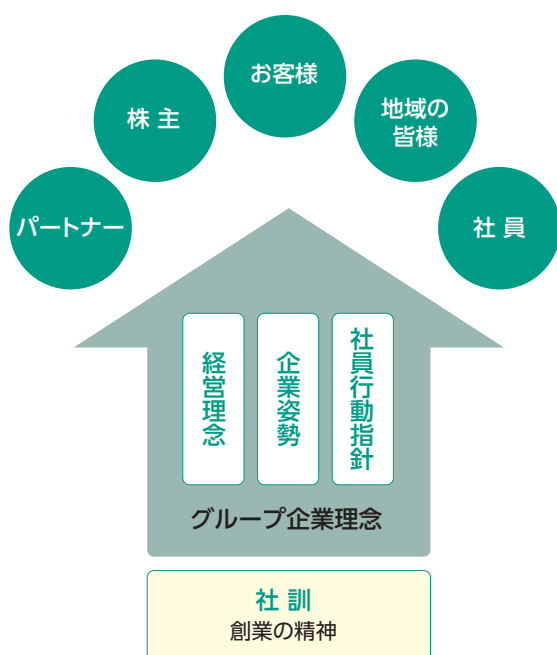 お客様
株主
地域の
皆様
パートナー
社員
経営理念
企業姿勢
社員行動指針
グループ企業理念
社訓
創業の精神